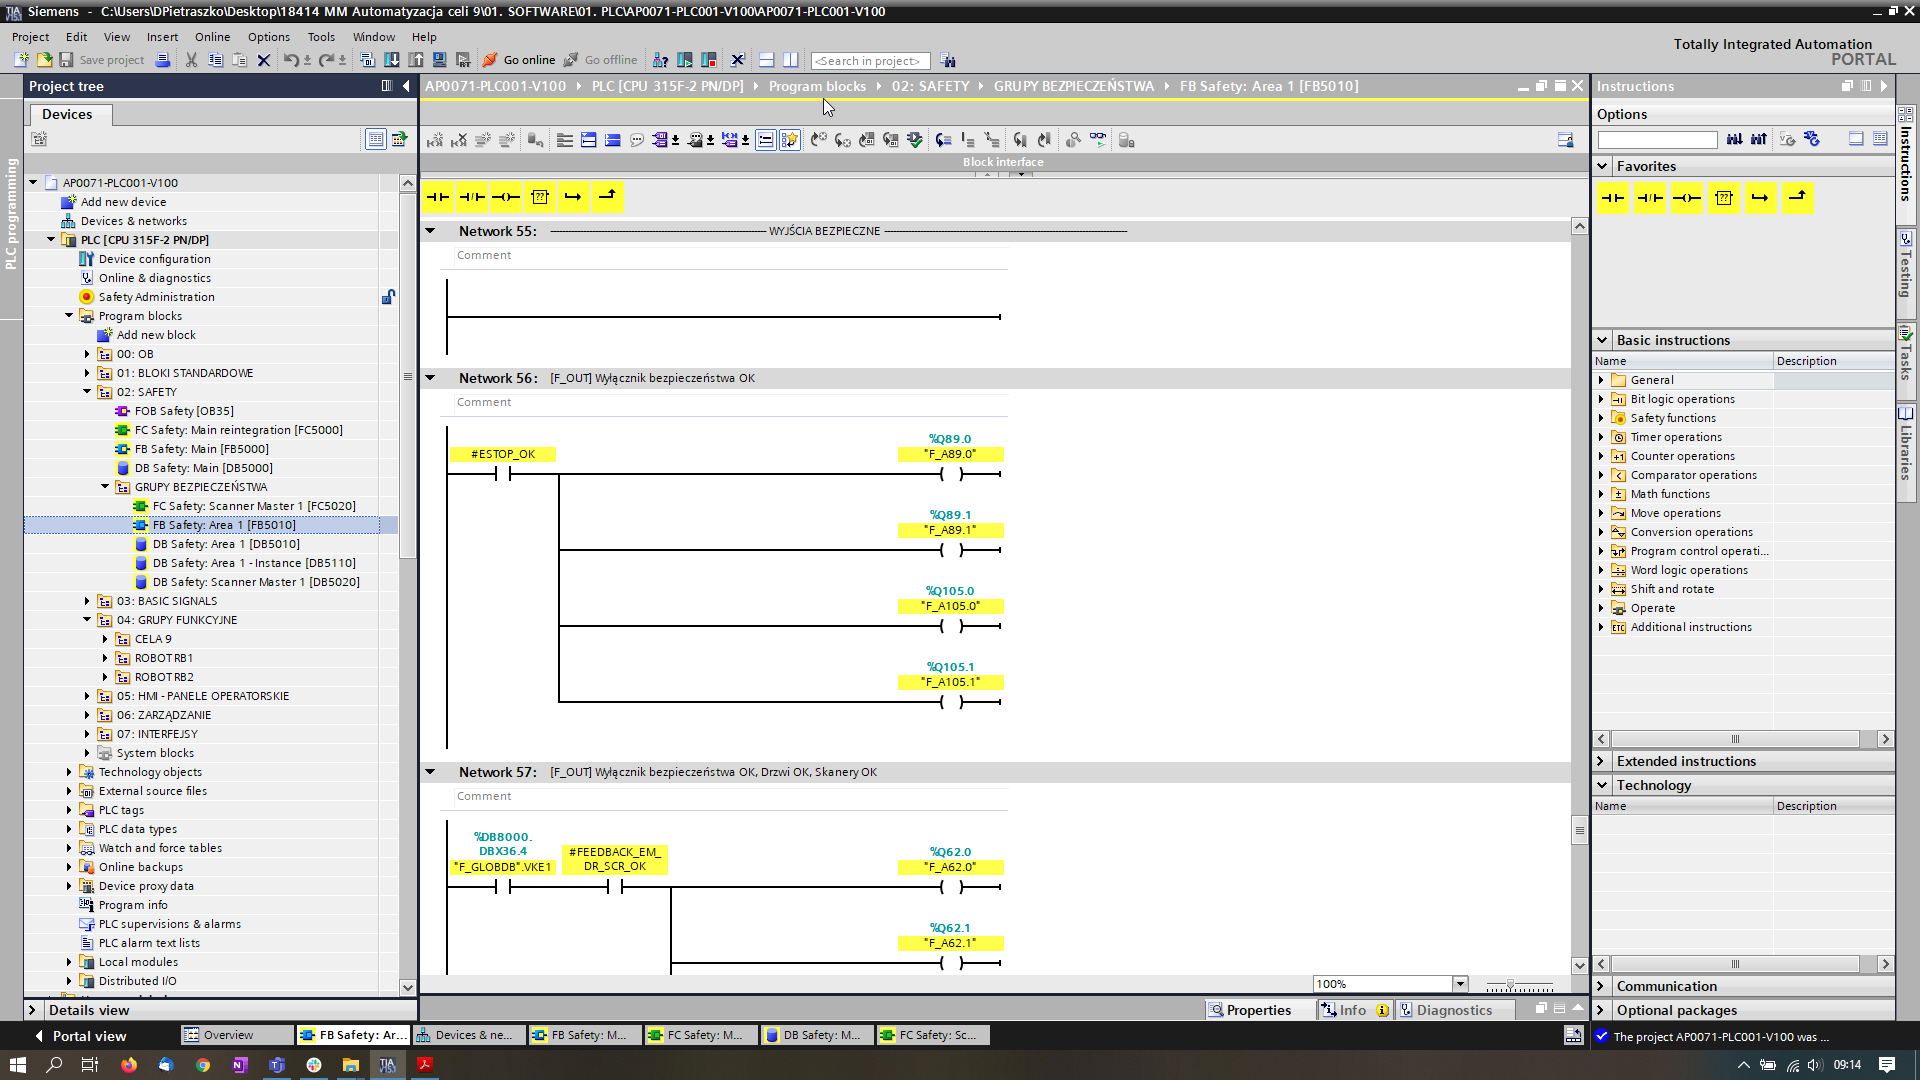 Siemens - C:\Users\DPietraszko\Desktop\18414 MM Automatyzacja celi 9\01. SOFTWARE\01. PLC\AP0071-PLC001-V100\AP0071-PLC001-V100
Project Edit View Insert Online Options Tools Window Help
Totally Integrated Automation
PORTAL
Save project
Go online
Go offline
<Search in project>
Project tree
Devices
PLC programming
AP0071-PLC001-V100
Add new device
Devices & networks
PLC [CPU 315F-2 PN/DP]
Device configuration
Online & diagnostics
Safety Administration
Program blocks
Add new block
00: OB
01: BLOKI STANDARDOWE
02: SAFETY
FOB Safety [OB35]
FC Safety: Main reintegration [FC5000]
FB Safety: Main [FB5000]
DB Safety: Main [DB5000]
GRUPY BEZPIECZEŃSTWA
FC Safety: Scanner Master 1 [FC5020]
FB Safety: Area 1 [FB5010]
DB Safety: Area 1 [DB5010]
DB Safety: Area 1 - Instance [DB5110]
DB Safety: Scanner Master 1 [DB5020]
03: BASIC SIGNALS
04: GRUPY FUNKCYJNE
CELA 9
ROBOT RB1
ROBOT RB2
05: HMI - PANELE OPERATORSKIE
06: ZARZĄDZANIE
07: INTERFEJSY
System blocks
Technology objects
External source files
PLC tags
PLC data types
Watch and force tables
Online backups
Device proxy data
Program info
PLC supervisions & alarms
PLC alarm text lists
Local modules
Distributed I/O
Details view
AP0071-PLC001-V100 PLC [CPU 315F-2 PN/DP] Program blocks 02: SAFETY GRUPY BEZPIECZEŃSTWA FB Safety: Area 1 [FB5010]
Block interface
Network 55: WYJŚCIA BEZPIECZNE
Comment
Network 56: [F_OUT] Wyłącznik bezpieczeństwa OK
Comment
#ESTOP_OK
%Q89.0
"F_A89.0"
%Q89.1
"F_A89.1"
%Q105.0
"F_A105.0"
%Q105.1
"F_A105.1"
Network 57: [F_OUT] Wyłącznik bezpieczeństwa OK, Drzwi OK, Skanery OK
Comment
%DB8000.
DBX36.4
"F_GLOBDB".VKE1
#FEEDBACK_EM_
DR_SCR_OK
%Q62.0
"F_A62.0"
%Q62.1
"F_A62.1"
100%
Properties Info Diagnostics
Instructions
Options
Favorites
Basic instructions
Name Description
General
Bit logic operations
Safety functions
Timer operations
Counter operations
Comparator operations
Math functions
Move operations
Conversion operations
Program control operati...
Word logic operations
Shift and rotate
Operate
Additional instructions
Extended instructions
Technology
Name Description
Communication
Optional packages
Instructions
Testing
Tasks
Libraries
Portal view Overview FB Safety: Ar... Devices & ne... FB Safety: M... FC Safety: M... DB Safety: M... FC Safety: Sc... The project AP0071-PLC001-V100 was ...
09:14